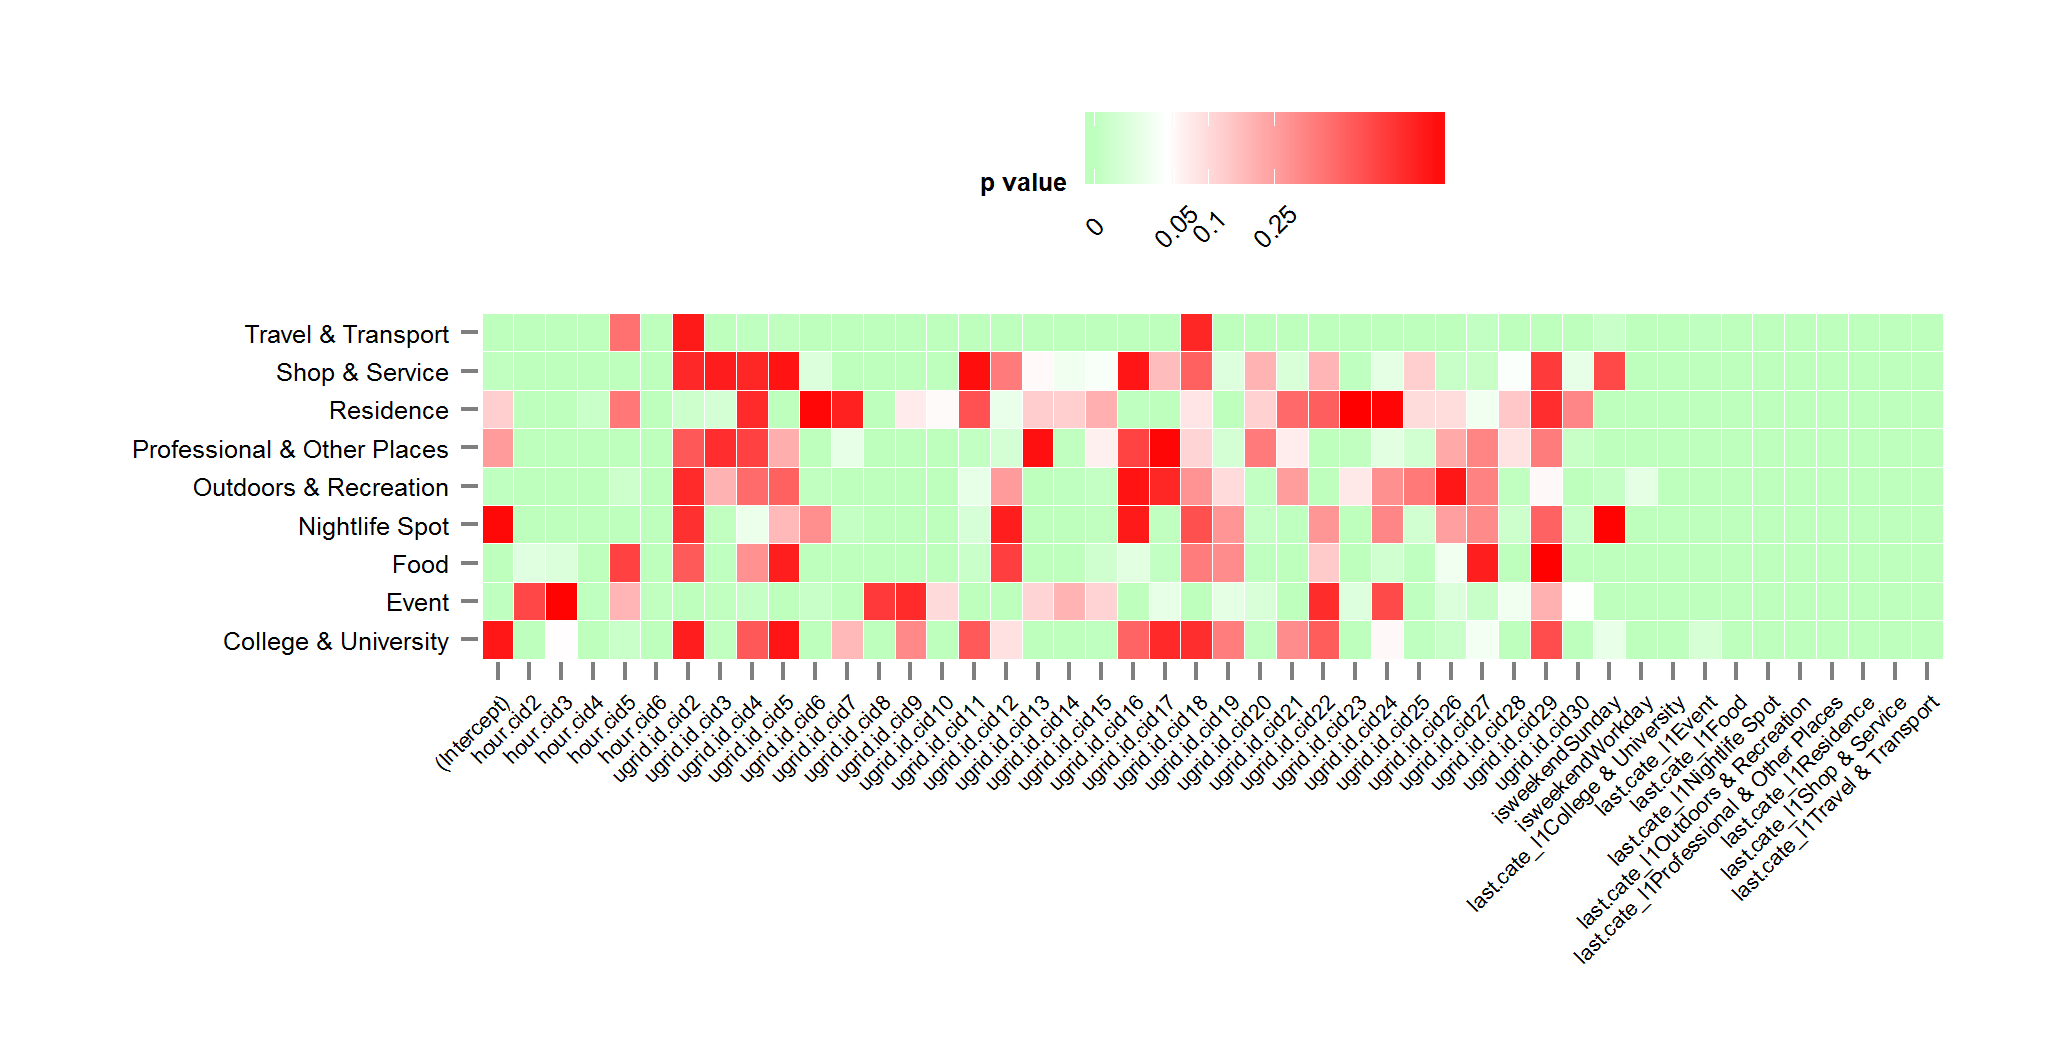 p value
0
0.05
0.1
0.25
Travel & Transport
Shop & Service
Residence
Professional & Other Places
Outdoors & Recreation
Nightlife Spot
Food
Event
College & University
(Intercept)
hour.cid2
hour.cid3
hour.cid4
hour.cid5
hour.cid6
ugrid.id.cid2
ugrid.id.cid3
ugrid.id.cid4
ugrid.id.cid5
ugrid.id.cid6
ugrid.id.cid7
ugrid.id.cid8
ugrid.id.cid9
ugrid.id.cid10
ugrid.id.cid11
ugrid.id.cid12
ugrid.id.cid13
ugrid.id.cid14
ugrid.id.cid15
ugrid.id.cid16
ugrid.id.cid17
ugrid.id.cid18
ugrid.id.cid19
ugrid.id.cid20
ugrid.id.cid21
ugrid.id.cid22
ugrid.id.cid23
ugrid.id.cid24
ugrid.id.cid25
ugrid.id.cid26
ugrid.id.cid27
ugrid.id.cid28
ugrid.id.cid29
ugrid.id.cid30
isweekendSunday
isweekendWorkday
last.cate_l1College & University
last.cate_l1Event
last.cate_l1Food
last.cate_l1Nightlife Spot
last.cate_l1Outdoors & Recreation
last.cate_l1Professional & Other Places
last.cate_l1Residence
last.cate_l1Shop & Service
last.cate_l1Travel & Transport